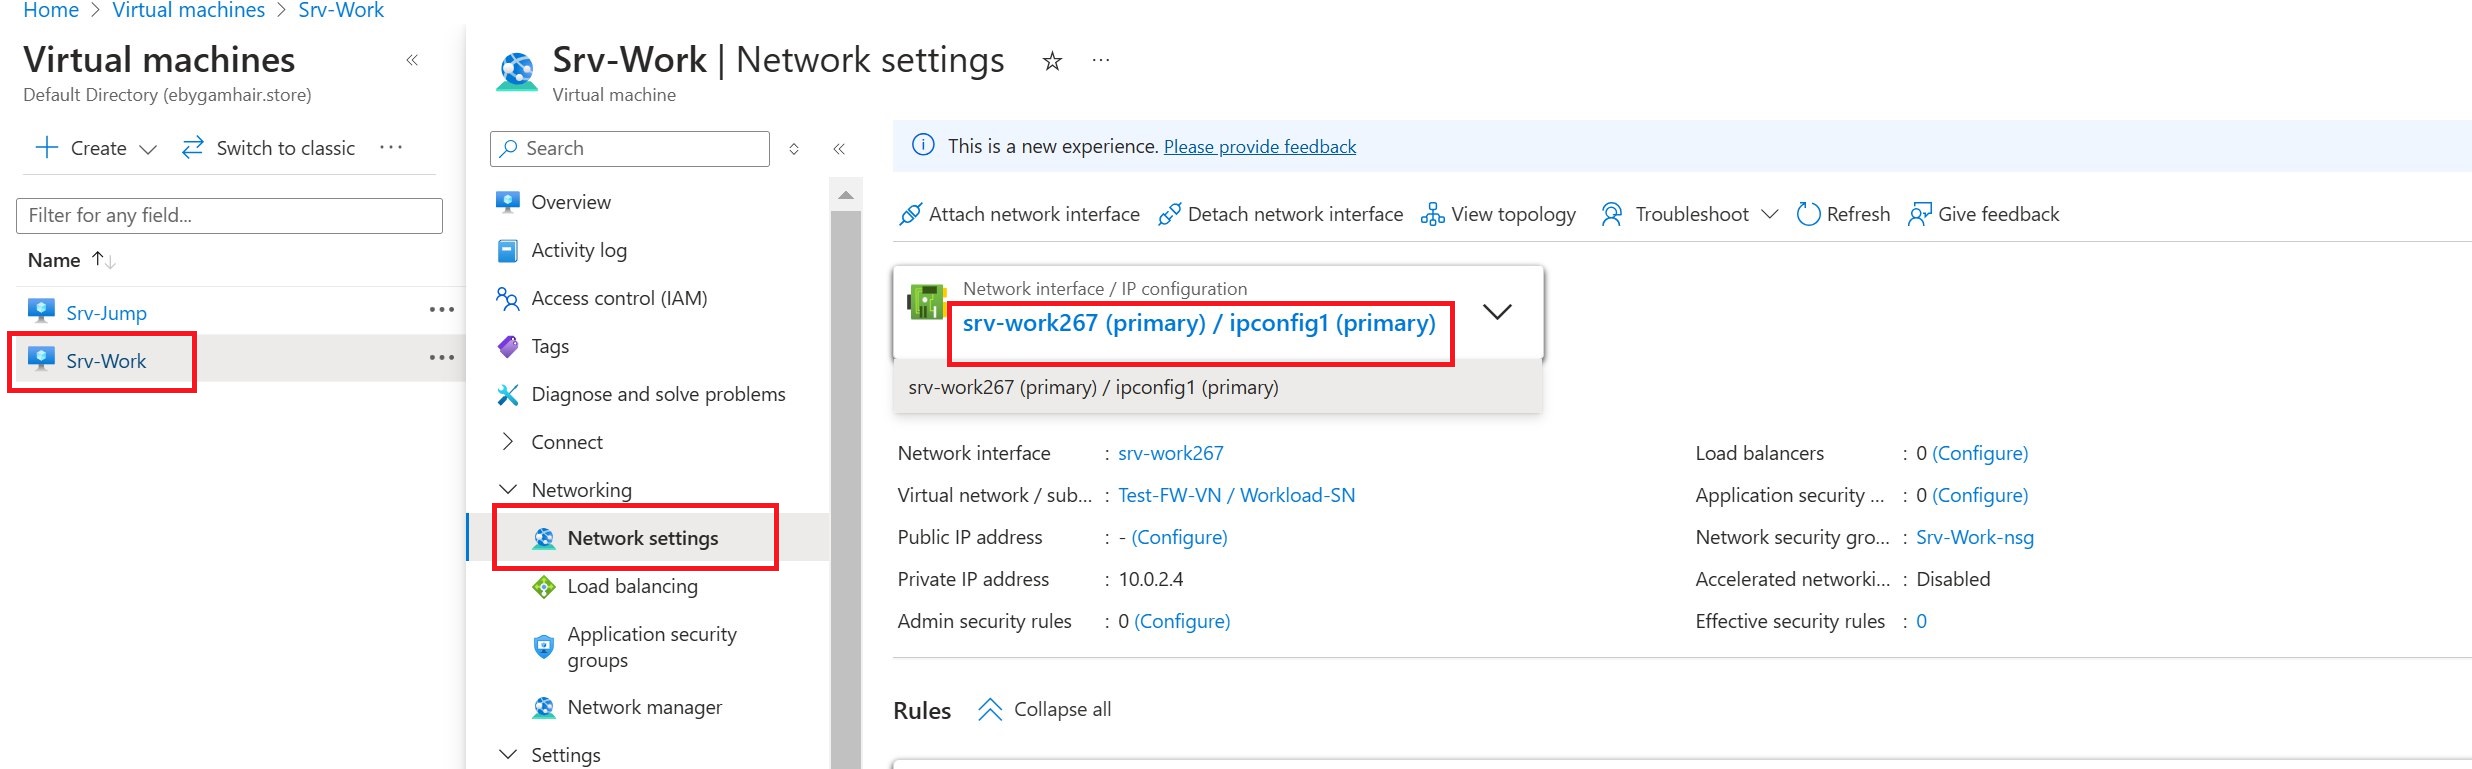 Home > Virtual machines > Srv-Work
Virtual machines
Default Directory (ebygamhair.store)
Create
Switch to classic
Filter for any field...
Name
Srv-Jump
Srv-Work
Srv-Work | Network settings
Virtual machine
Search
Overview
Activity log
Access control (IAM)
Tags
Diagnose and solve problems
Connect
Networking
Network settings
Load balancing
Application security
groups
Network manager
Settings
This is a new experience. Please provide feedback
Attach network interface Detach network interface View topology Troubleshoot Refresh Give feedback
Network interface / IP configuration
srv-work267 (primary) / ipconfig1 (primary)
srv-work267 (primary) / ipconfig1 (primary)
Network interface : srv-work267
Virtual network / sub... : Test-FW-VN / Workload-SN
Public IP address : - (Configure)
Private IP address : 10.0.2.4
Admin security rules : 0 (Configure)
Load balancers : 0 (Configure)
Application security ... : 0 (Configure)
Network security gro... : Srv-Work-nsg
Accelerated networki... : Disabled
Effective security rules : 0
Rules
Collapse all